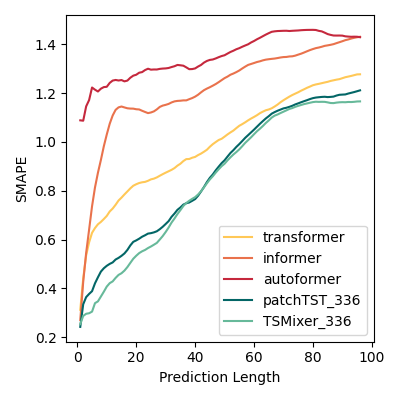 1.4
1.2
1.0
0.8
0.6
0.4
0.2
SMAPE
transformer
informer
autoformer
patchTST_336
TSMixer_336
0 20 40 60 80 100
Prediction Length